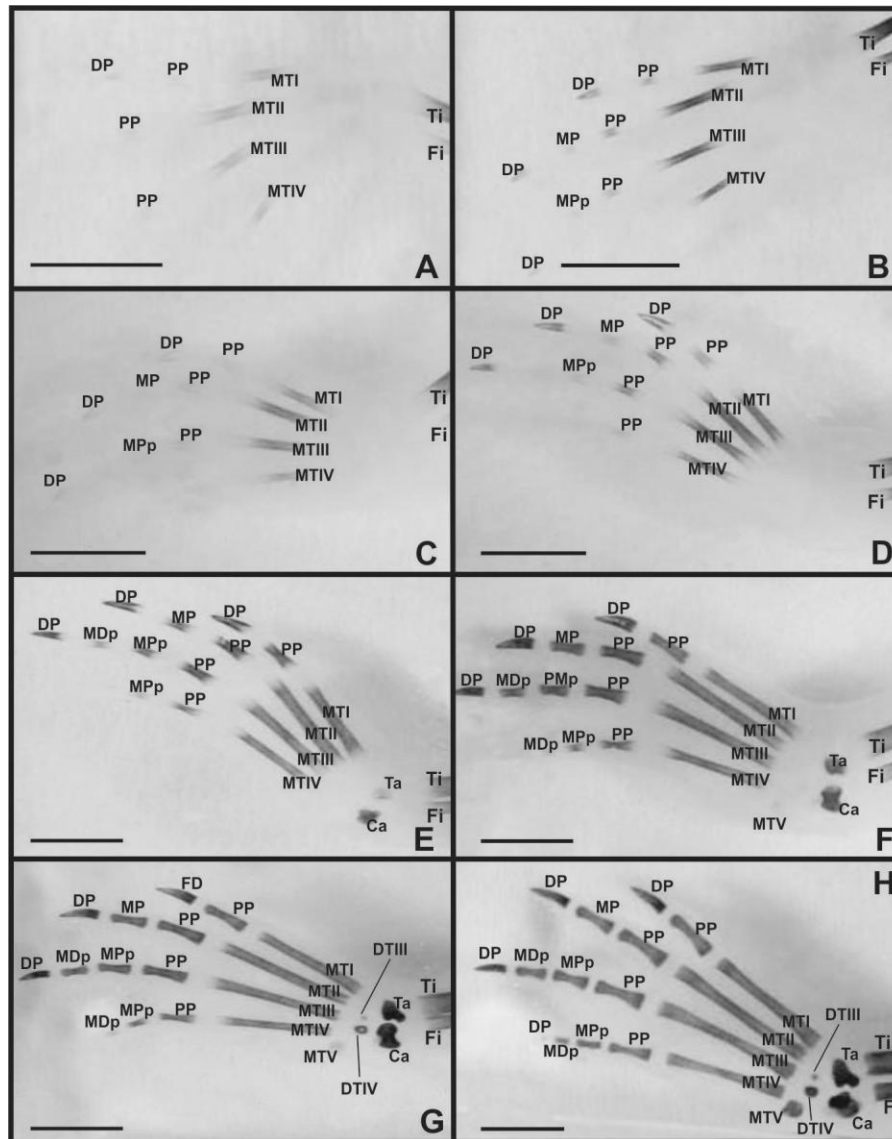 DP PP MTI
MTII
PP Ti
MTIII
Fi
PP MTIV
A
Ti
DP PP MTI Fi
MTII
MP PP
MTIII
DP
MPp PP MTIV
DP B
DP PP
MP PP MTI Ti
DP MTII
MPp PP MTIII Fi
DP MTIV
C
DP MP DP
DP PP PP
MPp PP MTI
MTII
PP MTIII
MTIV Ti
Fi
D
DP
DP MP DP
MDp MPp PP PP
MPp PP PP
MTI
MTII
MTIII
MTIV Ta Ti
Ca Fi
E
DP
DP MP PP PP
DP MDp PMp PP
MTI
MTII
MDp MPp PP MTIII Ti
MTIV Ta
Fi
MTV Ca
F
FD
DP MP PP PP
DP MDp MPp PP DTIII
MTI
MTII Ta Ti
MPp PP MTIII
MDp MTIV Fi
MTV Ca
DTIV
G
H
DP DP
MP PP
DP MDp PP
MPp PP
MTI DTIII
DP MPp PP MTII Ti
MDp MTIII Ta
MTIV F
MTV Ca
DTIV